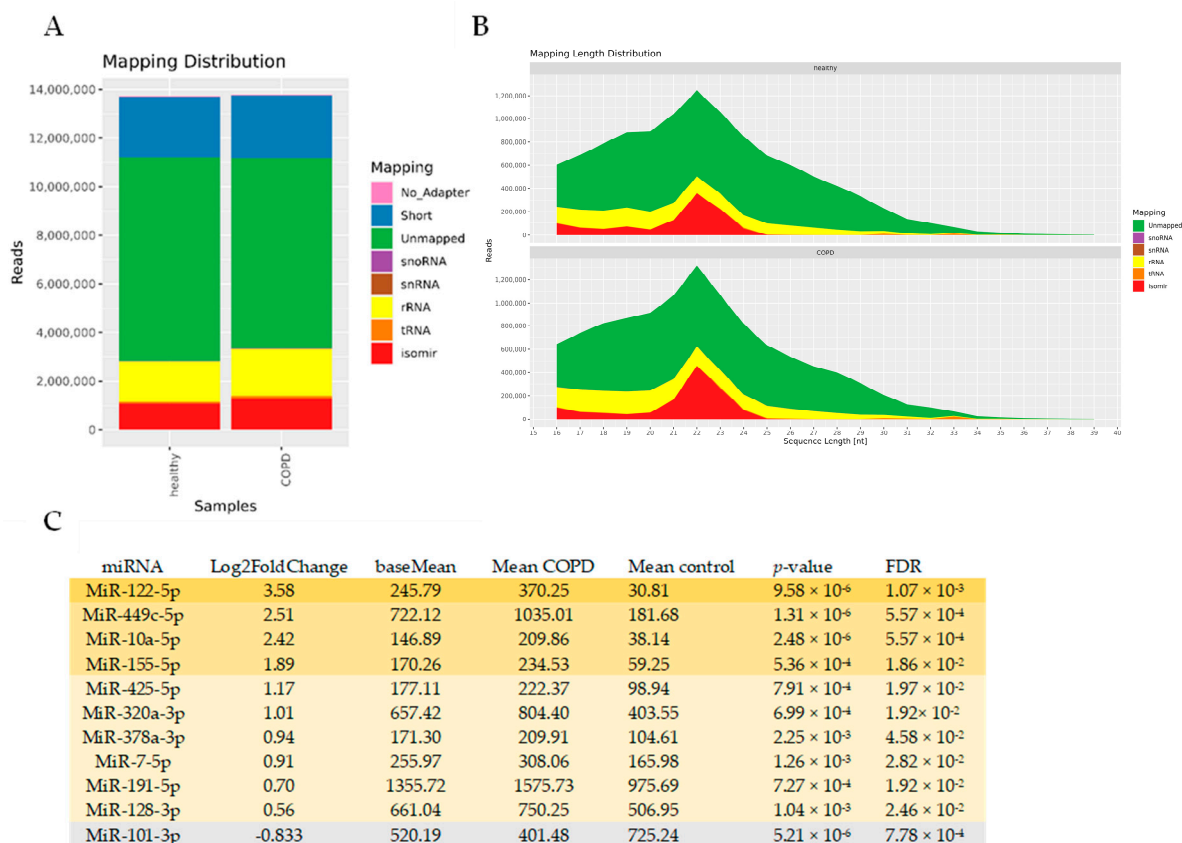 A
Mapping Distribution
14,000,000
12,000,000
10,000,000
8,000,000
6,000,000
4,000,000
2,000,000
0
Reads
healthy
COPD
Samples
Mapping
No_Adapter
Short
Unmapped
snoRNA
snRNA
rRNA
tRNA
isomir
B
Mapping Length Distribution
healthy
1,200,000
1,000,000
800,000
600,000
400,000
200,000
0
Reads
COPD
1,200,000
1,000,000
800,000
600,000
400,000
200,000
0
15 16 17 18 19 20 21 22 23 24 25 26 27 28 29 30 31 32 33 34 35 36 37 38 39 40
Sequence Length [nt]
Mapping
Unmapped
snoRNA
snRNA
rRNA
tRNA
isomir
C
miRNA Log2FoldChange baseMean Mean COPD Mean control p-value FDR
MiR-122-5p 3.58 245.79 370.25 30.81 9.58 × 10⁻⁶ 1.07 × 10⁻³
MiR-449c-5p 2.51 722.12 1035.01 181.68 1.31 × 10⁻⁶ 5.57 × 10⁻⁴
MiR-10a-5p 2.42 146.89 209.86 38.14 2.48 × 10⁻⁶ 5.57 × 10⁻⁴
MiR-155-5p 1.89 170.26 234.53 59.25 5.36 × 10⁻⁴ 1.86 × 10⁻²
MiR-425-5p 1.17 177.11 222.37 98.94 7.91 × 10⁻⁴ 1.97 × 10⁻²
MiR-320a-3p 1.01 657.42 804.40 403.55 6.99 × 10⁻⁴ 1.92× 10⁻²
MiR-378a-3p 0.94 171.30 209.91 104.61 2.25 × 10⁻³ 4.58 × 10⁻²
MiR-7-5p 0.91 255.97 308.06 165.98 1.26 × 10⁻³ 2.82 × 10⁻²
MiR-191-5p 0.70 1355.72 1575.73 975.69 7.27 × 10⁻⁴ 1.92 × 10⁻²
MiR-128-3p 0.56 661.04 750.25 506.95 1.04 × 10⁻³ 2.46 × 10⁻²
MiR-101-3p -0.833 520.19 401.48 725.24 5.21 × 10⁻⁶ 7.78 × 10⁻⁴